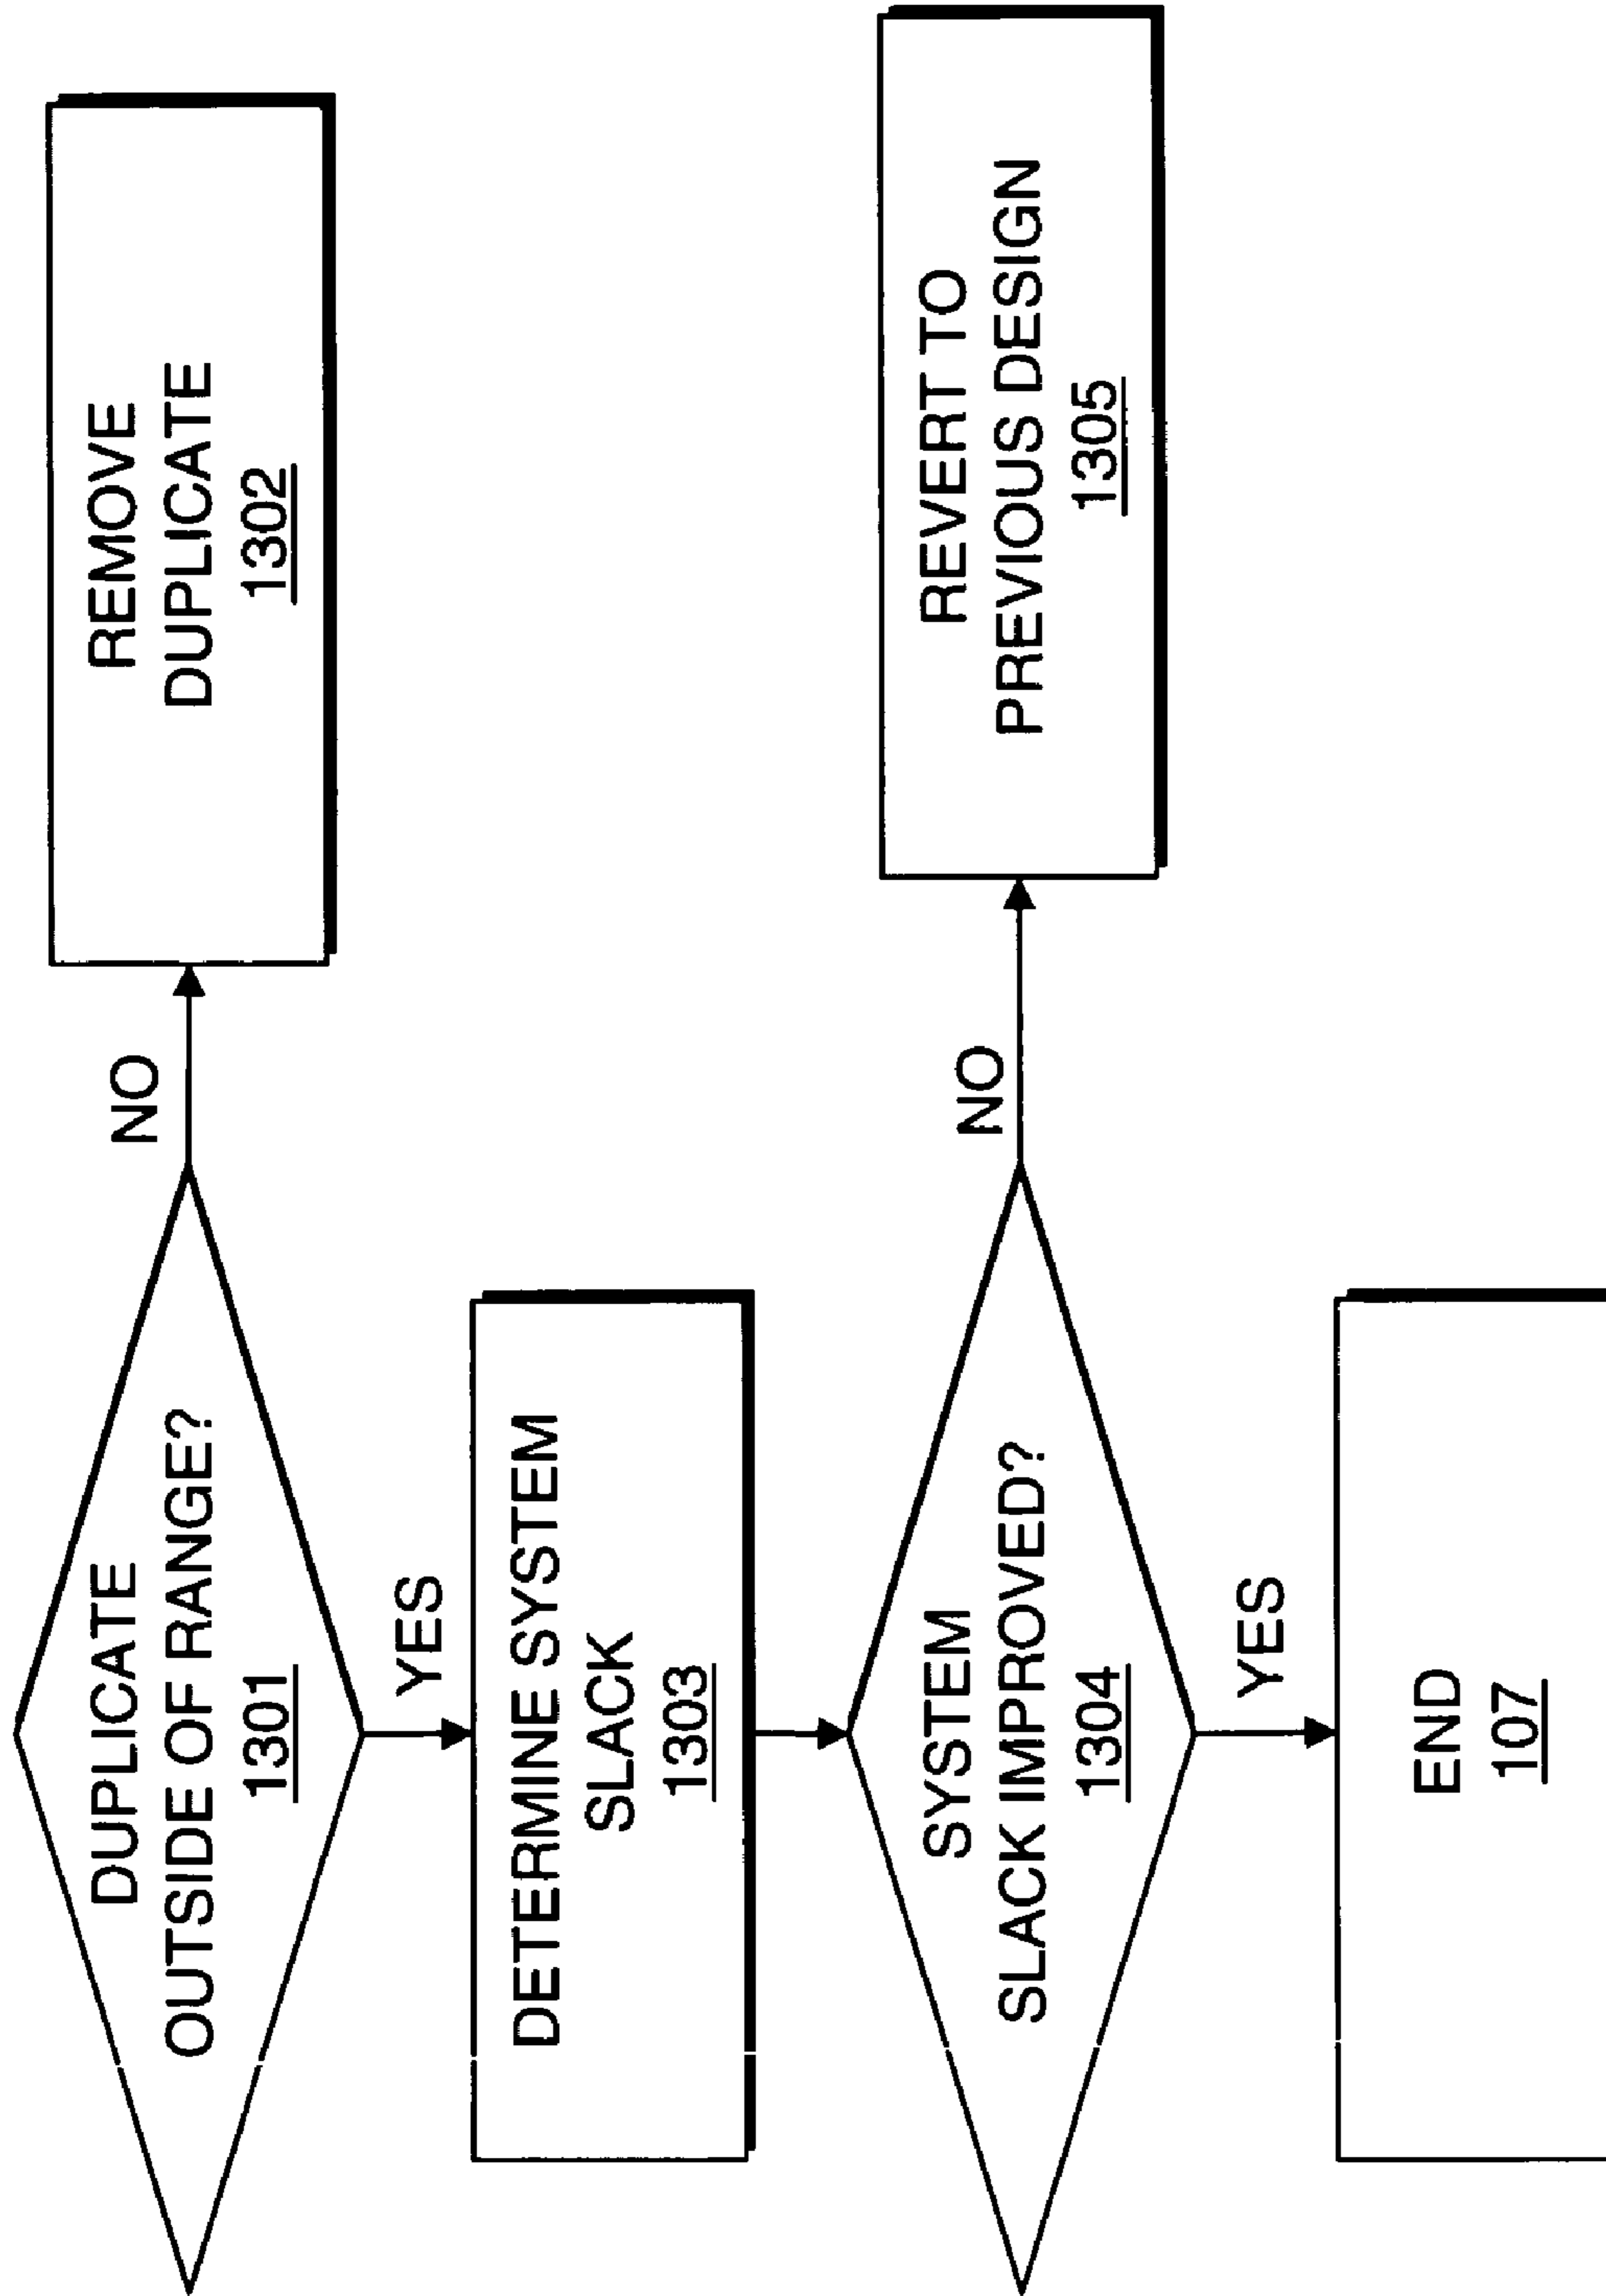 DUPLICATE
OUTSIDE OF RANGE?
1301
NO
REMOVE
DUPLICATE
1302
YES
DETERMINE SYSTEM
SLACK
1303
SYSTEM
SLACK IMPROVED?
1304
NO
REVERT TO
PREVIOUS DESIGN
1305
YES
END
107